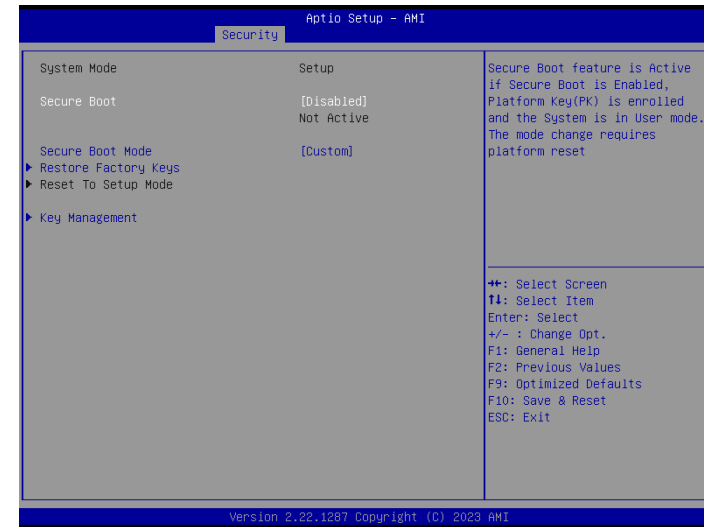 Aptio Setup - AMI
Security
System Mode Setup
Secure Boot [Disabled]
Not Active
Secure Boot Mode [Custom]
Restore Factory Keys
Reset To Setup Mode
Key Management
Secure Boot feature is Active
if Secure Boot is Enabled,
Platform Key(PK) is enrolled
and the System is in User mode.
The mode change requires
platform reset
→←: Select Screen
↑↓: Select Item
Enter: Select
+/- : Change Opt.
F1: General Help
F2: Previous Values
F9: Optimized Defaults
F10: Save & Reset
ESC: Exit
Version 2.22.1287 Copyright (C) 2023 AMI